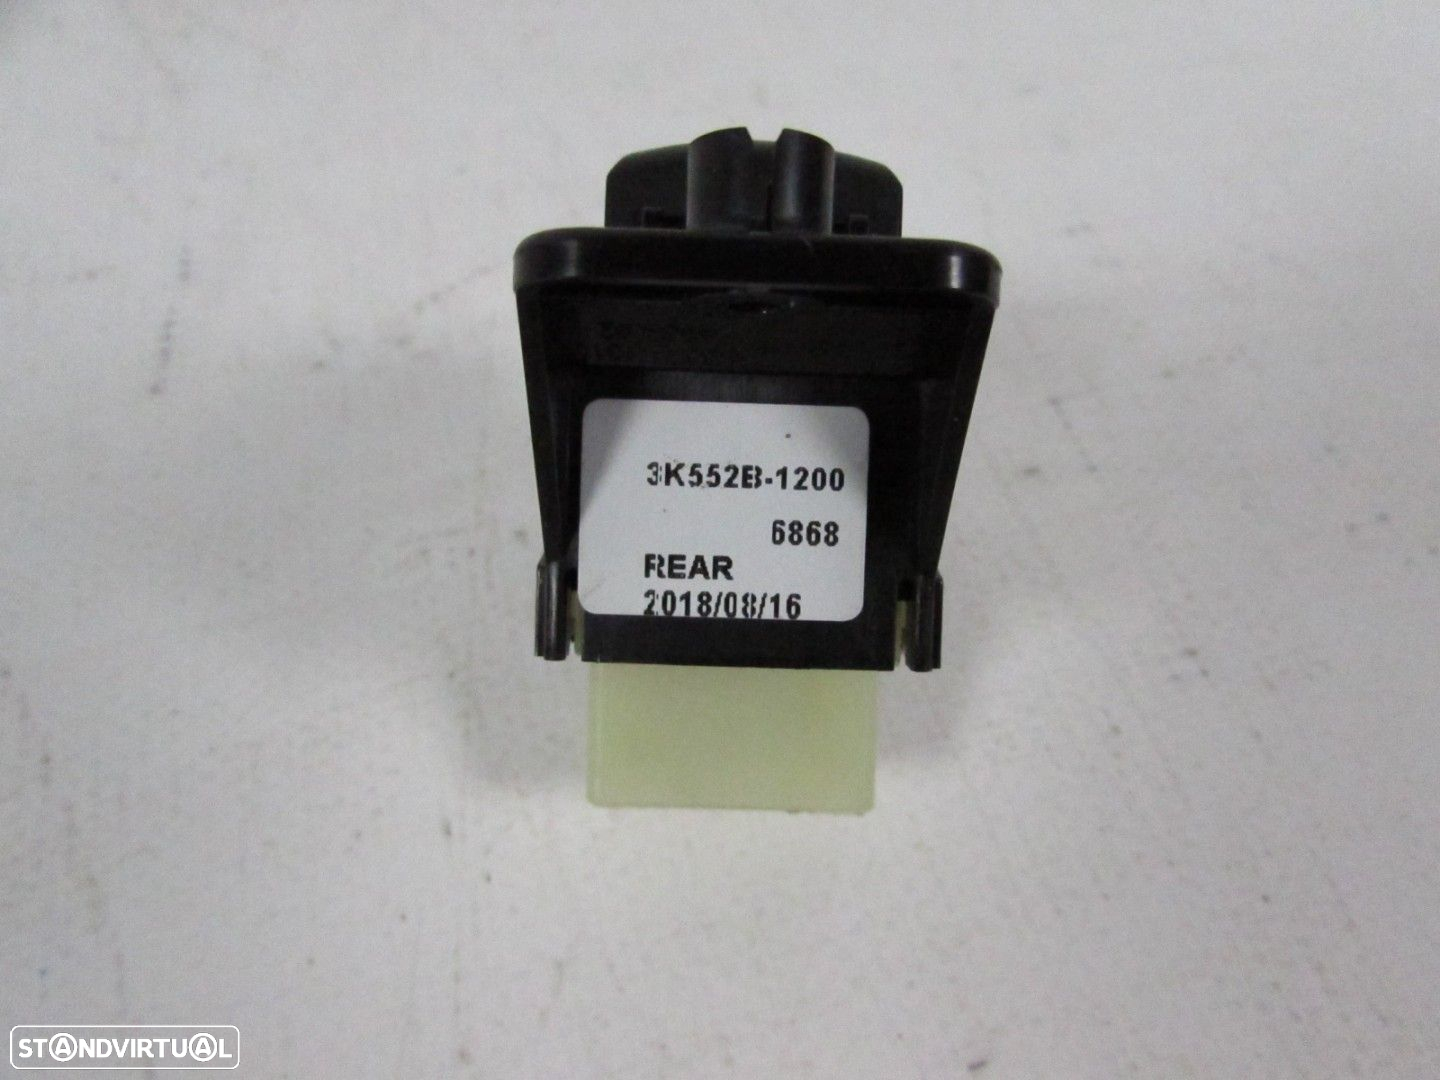 3K552B-1200
6868
REAR
2018/08/16
STANDVIRTUAL